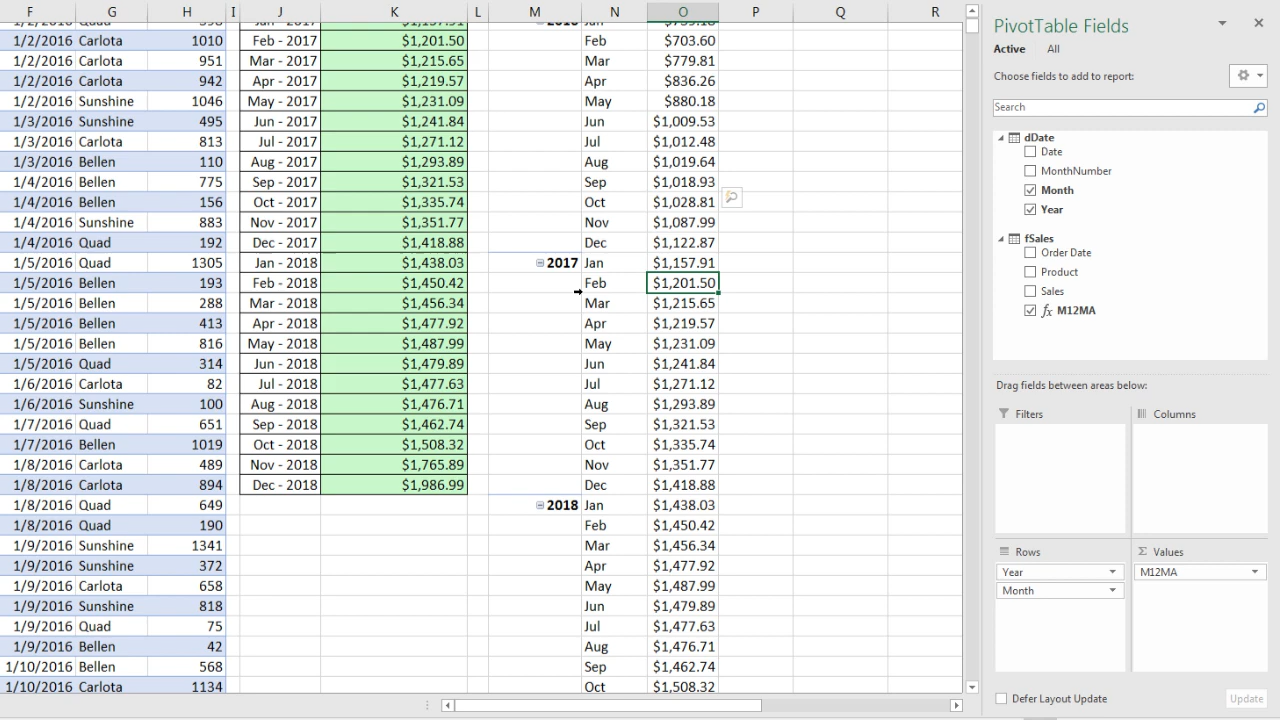 F G H I J K L M N O P Q R
Feb - 2017 $1,201.50 Feb $703.60
1/2/2016 Carlota 1010
1/2/2016 Carlota 951 Mar - 2017 $1,215.65 Mar $779.81
1/2/2016 Carlota 942 Apr - 2017 $1,219.57 Apr $836.26
1/2/2016 Sunshine 1046 May - 2017 $1,231.09 May $880.18
1/3/2016 Sunshine 495 Jun - 2017 $1,241.84 Jun $1,009.53
1/3/2016 Carlota 813 Jul - 2017 $1,271.12 Jul $1,012.48
1/3/2016 Bellen 110 Aug - 2017 $1,293.89 Aug $1,019.64
1/4/2016 Bellen 775 Sep - 2017 $1,321.53 Sep $1,018.93
1/4/2016 Bellen 156 Oct - 2017 $1,335.74 Oct $1,028.81
1/4/2016 Sunshine 883 Nov - 2017 $1,351.77 Nov $1,087.99
1/4/2016 Quad 192 Dec - 2017 $1,418.88 Dec $1,122.87
1/5/2016 Quad 1305 Jan - 2018 $1,438.03 2017 Jan $1,157.91
1/5/2016 Bellen 193 Feb - 2018 $1,450.42 Feb $1,201.50
1/5/2016 Bellen 288 Mar - 2018 $1,456.34 Mar $1,215.65
1/5/2016 Bellen 413 Apr - 2018 $1,477.92 Apr $1,219.57
1/5/2016 Bellen 816 May - 2018 $1,487.99 May $1,231.09
1/5/2016 Quad 314 Jun - 2018 $1,479.89 Jun $1,241.84
1/6/2016 Carlota 82 Jul - 2018 $1,477.63 Jul $1,271.12
1/6/2016 Sunshine 100 Aug - 2018 $1,476.71 Aug $1,293.89
1/7/2016 Quad 651 Sep - 2018 $1,462.74 Sep $1,321.53
1/7/2016 Bellen 1019 Oct - 2018 $1,508.32 Oct $1,335.74
1/8/2016 Carlota 489 Nov - 2018 $1,765.89 Nov $1,351.77
1/8/2016 Carlota 894 Dec - 2018 $1,986.99 Dec $1,418.88
1/8/2016 Quad 649 2018 Jan $1,438.03
1/8/2016 Quad 190 Feb $1,450.42
1/9/2016 Sunshine 1341 Mar $1,456.34
1/9/2016 Sunshine 372 Apr $1,477.92
1/9/2016 Carlota 658 May $1,487.99
1/9/2016 Sunshine 818 Jun $1,479.89
1/9/2016 Quad 75 Jul $1,477.63
1/9/2016 Bellen 42 Aug $1,476.71
1/10/2016 Bellen 568 Sep $1,462.74
1/10/2016 Carlota 1134 Oct $1,508.32
PivotTable Fields
Active All
Choose fields to add to report:
Search
dDate
Date
MonthNumber
Month
Year
fSales
Order Date
Product
Sales
fx M12MA
Drag fields between areas below:
Filters Columns
Rows Σ Values
Year M12MA
Month
Defer Layout Update Update